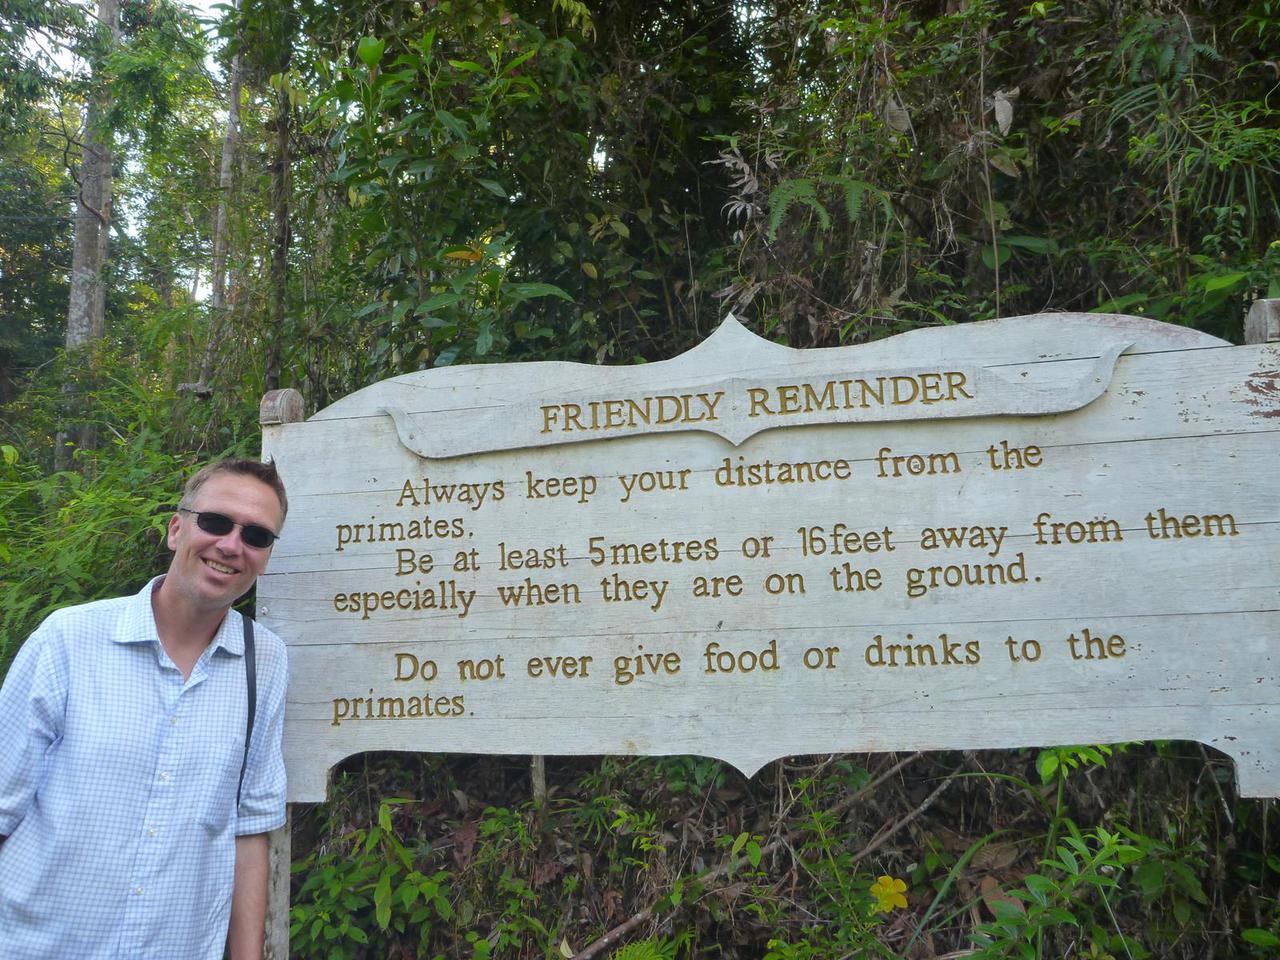 FRIENDLY REMINDER
Always keep your distance from the
primates.
Be at least 5metres or 16feet away from them
especially when they are on the ground.
Do not ever give food or drinks to the
primates.